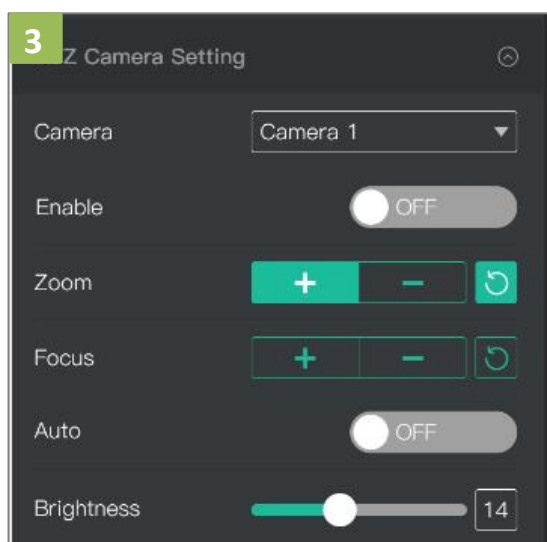 3
Z Camera Setting
Camera Camera 1
Enable OFF
Zoom + −
Focus + −
Auto OFF
Brightness 14